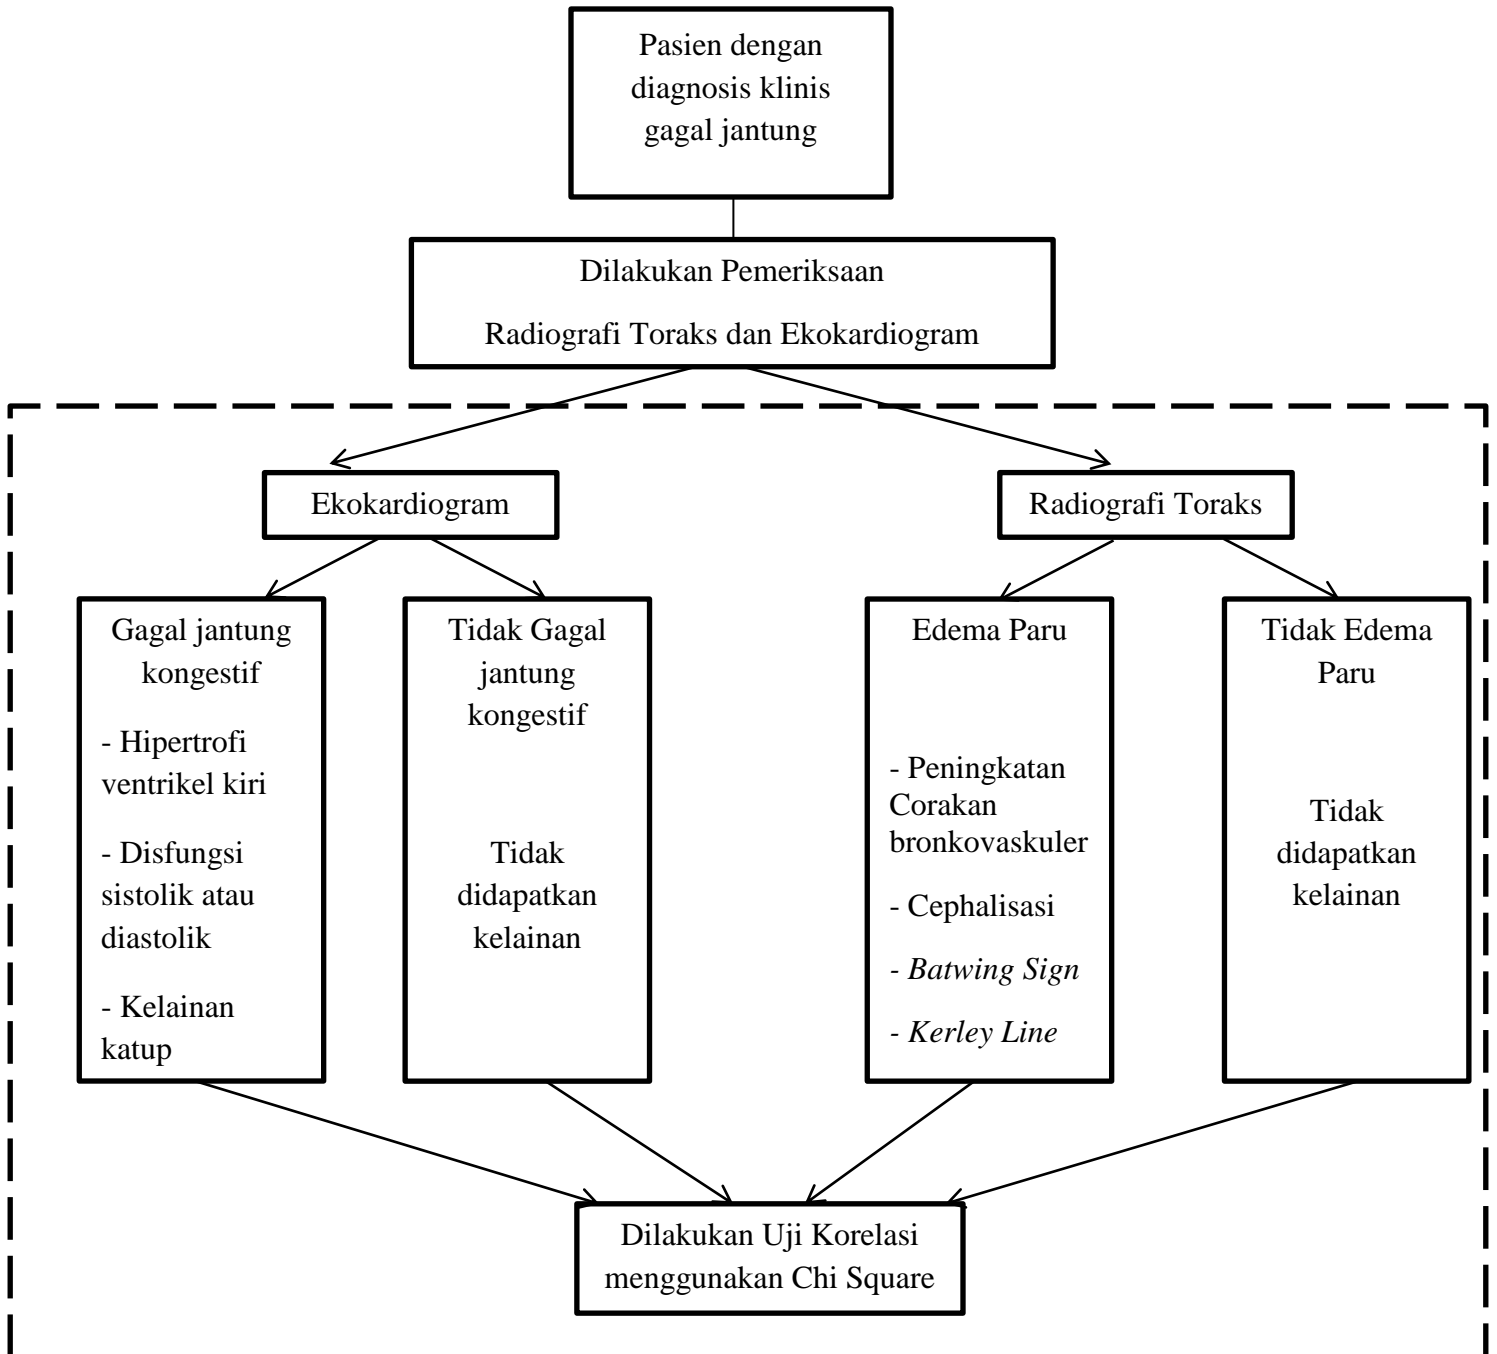 Pasien dengan
diagnosis klinis
gagal jantung
Dilakukan Pemeriksaan
Radiografi Toraks dan Ekokardiogram
Ekokardiogram
Radiografi Toraks
Gagal jantung
kongestif
- Hipertrofi
ventrikel kiri
- Disfungsi
sistolik atau
diastolik
- Kelainan
katup
Tidak Gagal
jantung
kongestif
Tidak
didapatkan
kelainan
Edema Paru
- Peningkatan
Corakan
bronkovaskuler
- Cephalisasi
- Batwing Sign
- Kerley Line
Tidak Edema
Paru
Tidak
didapatkan
kelainan
Dilakukan Uji Korelasi
menggunakan Chi Square